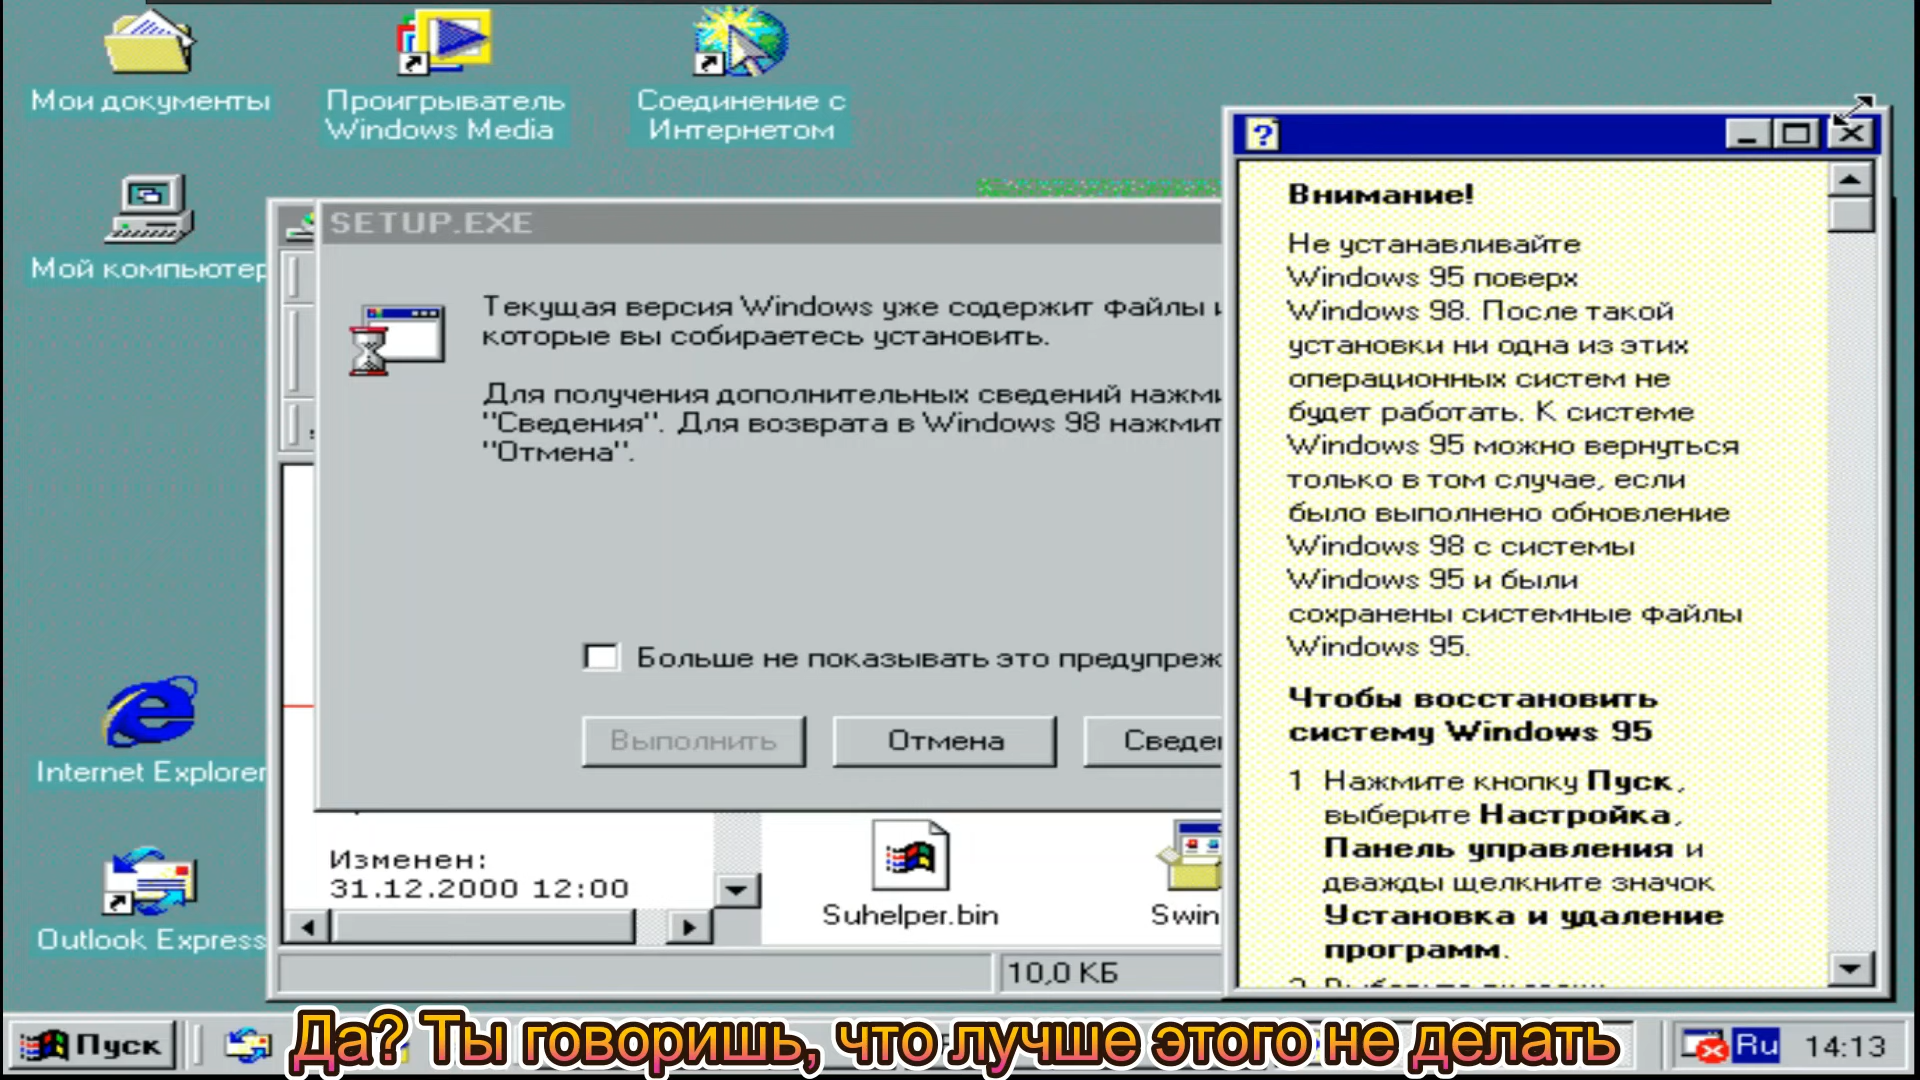 Мои документы
Проигрыватель
Windows Media
Соединение с
Интернетом
Мой компьютер
Internet Explorer
Outlook Express
SETUP.EXE
Текущая версия Windows уже содержит файлы
которые вы собираетесь установить.
Для получения дополнительных сведений нажми
"Сведения". Для возврата в Windows 98 нажмит
"Отмена".
Больше не показывать это предупреж
Выполнить
Отмена
Сведе
Изменен:
31.12.2000 12:00
Suhelper.bin
Swin
10,0 КБ
Внимание!
Не устанавливайте
Windows 95 поверх
Windows 98. После такой
установки ни одна из этих
операционных систем не
будет работать. К системе
Windows 95 можно вернуться
только в том случае, если
было выполнено обновление
Windows 98 с системы
Windows 95 и были
сохранены системные файлы
Windows 95.
Чтобы восстановить
систему Windows 95
1 Нажмите кнопку Пуск,
выберите Настройка,
Панель управления и
дважды щелкните значок
Установка и удаление
программ.
Пуск
Да? Ты говоришь, что лучше этого не делать
Ru
14:13